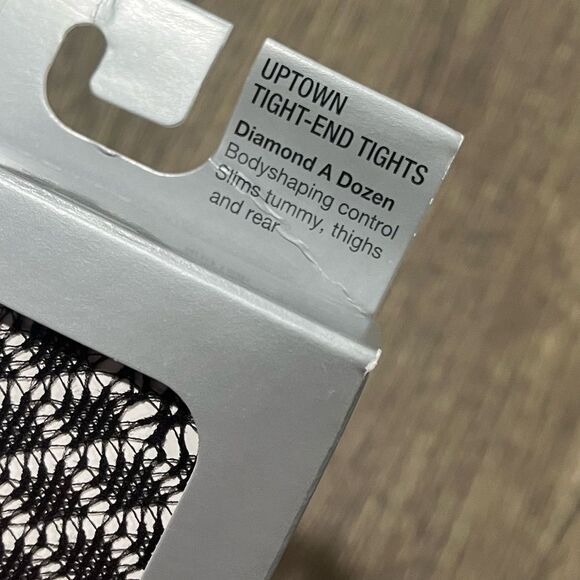 UPTOWN
TIGHT-END TIGHTS
Diamond A Dozen
Bodyshaping control
Slims tummy, thighs
and rear